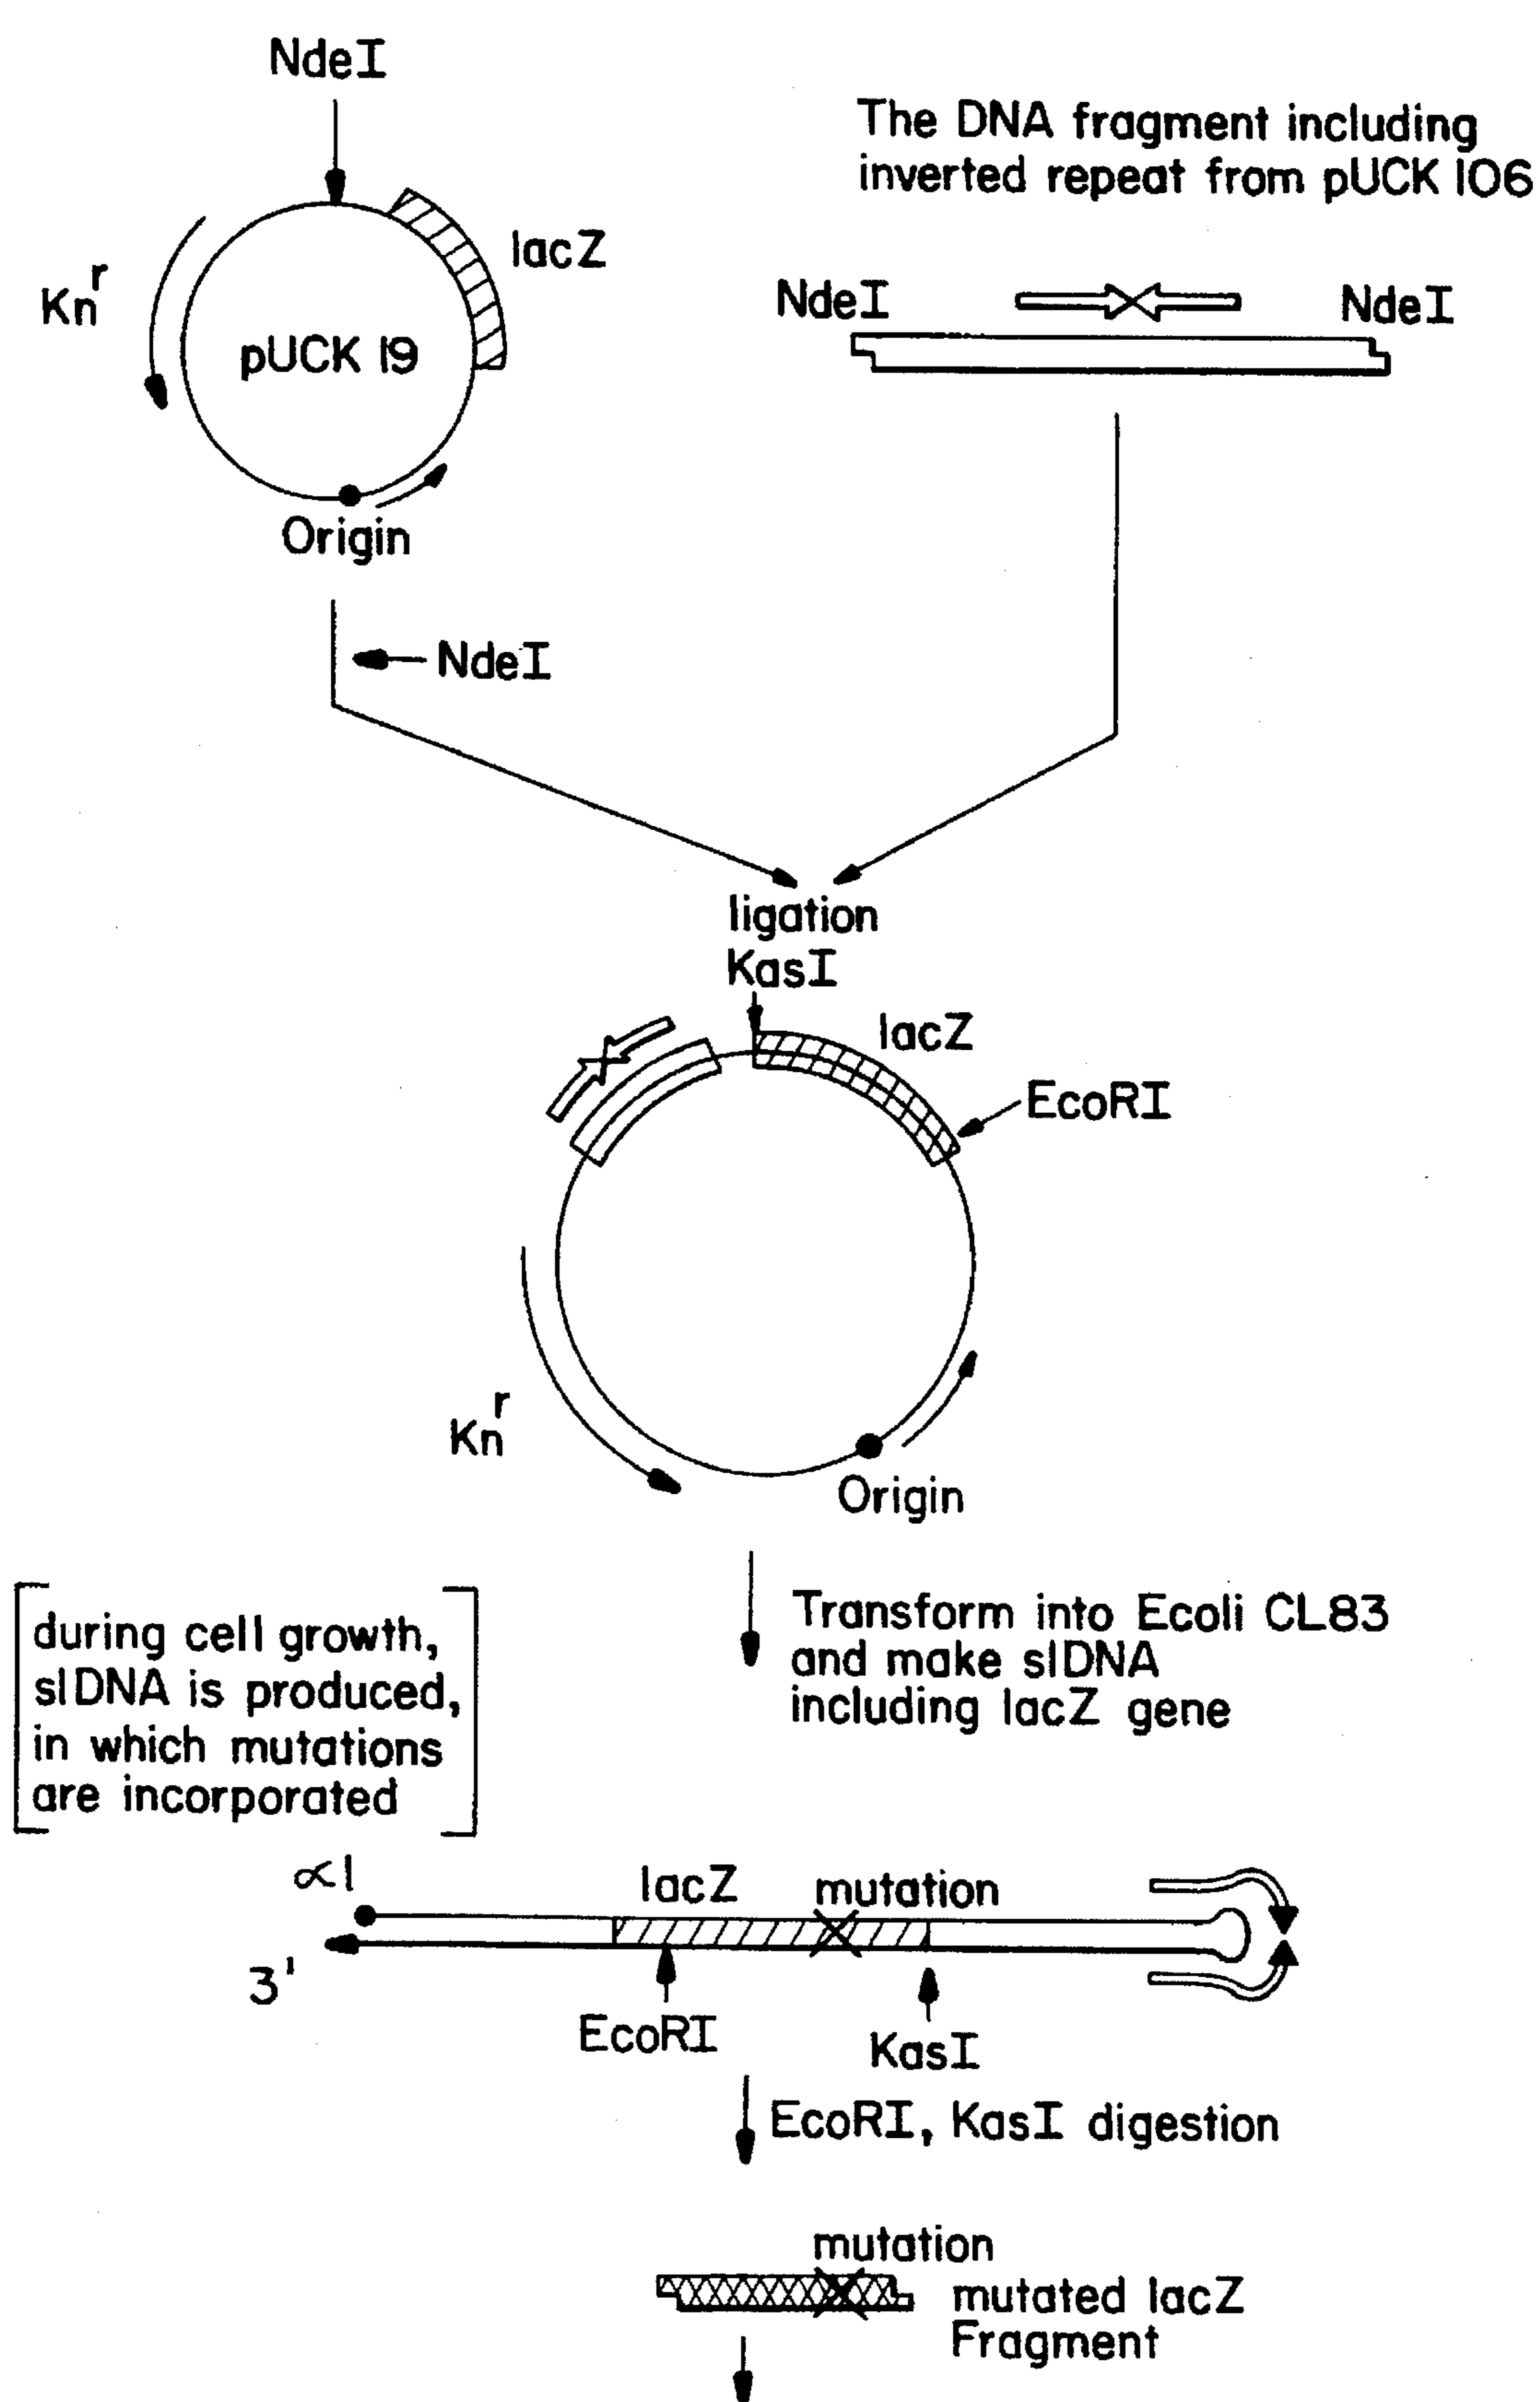 NdeI
The DNA fragment including
inverted repeat from pUCK 106
lacZ
Kn^r
pUCK 19
NdeI
NdeI
Origin
NdeI
ligation
KasI
lacZ
EcoRI
Kn^r
Origin
during cell growth,
slDNA is produced,
in which mutations
are incorporated
Transform into Ecoli CL83
and make slDNA
including lacZ gene
∝1
lacZ
mutation
3'
EcoRI
KasI
EcoRI, KasI digestion
mutation
mutated lacZ
Fragment